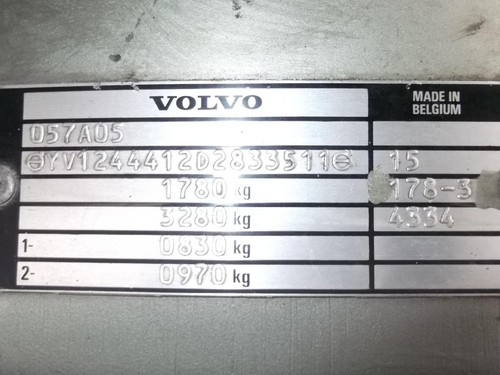 VOLVO MADE IN
BELGIUM
057A05
YV1244412D2833511 15
1780 kg 178-3
3280 kg 4334
1- 0830 kg
2- 0970 kg